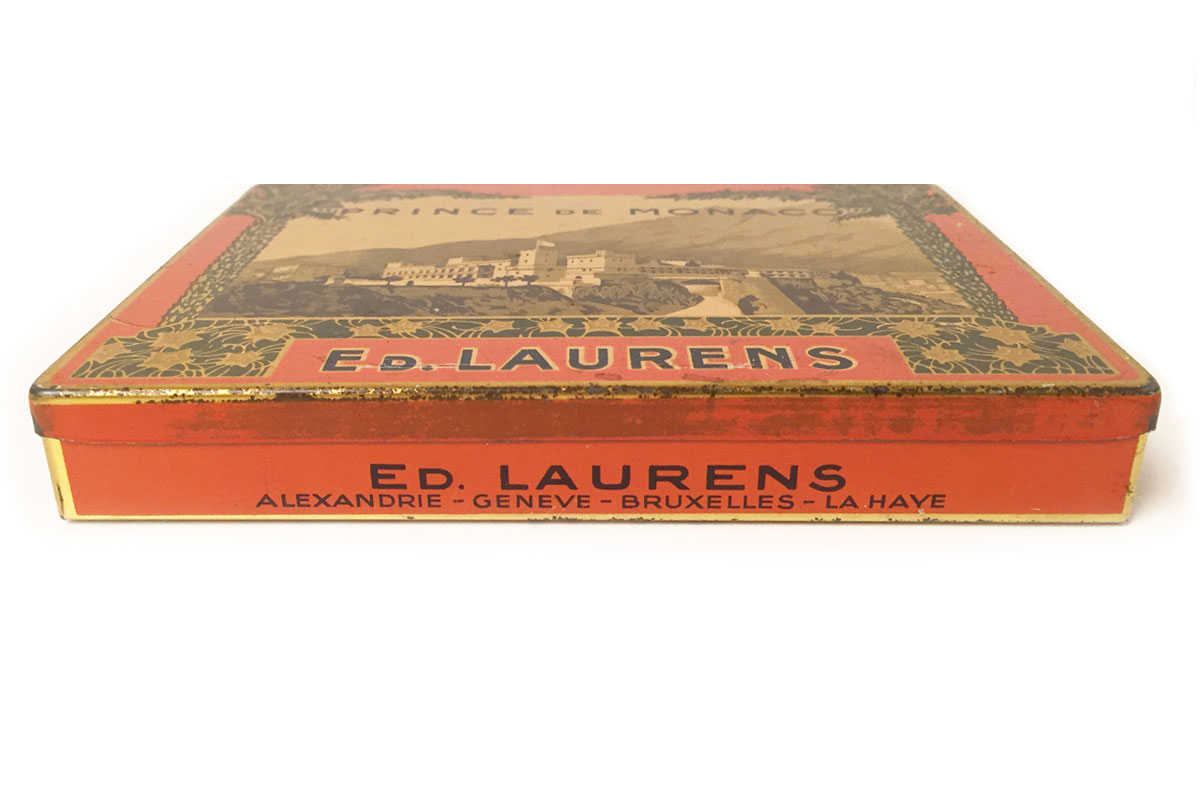 PRINCE DE MONACO
ED. LAURENS
ED. LAURENS
ALEXANDRIE - GENEVE - BRUXELLES - LA HAYE